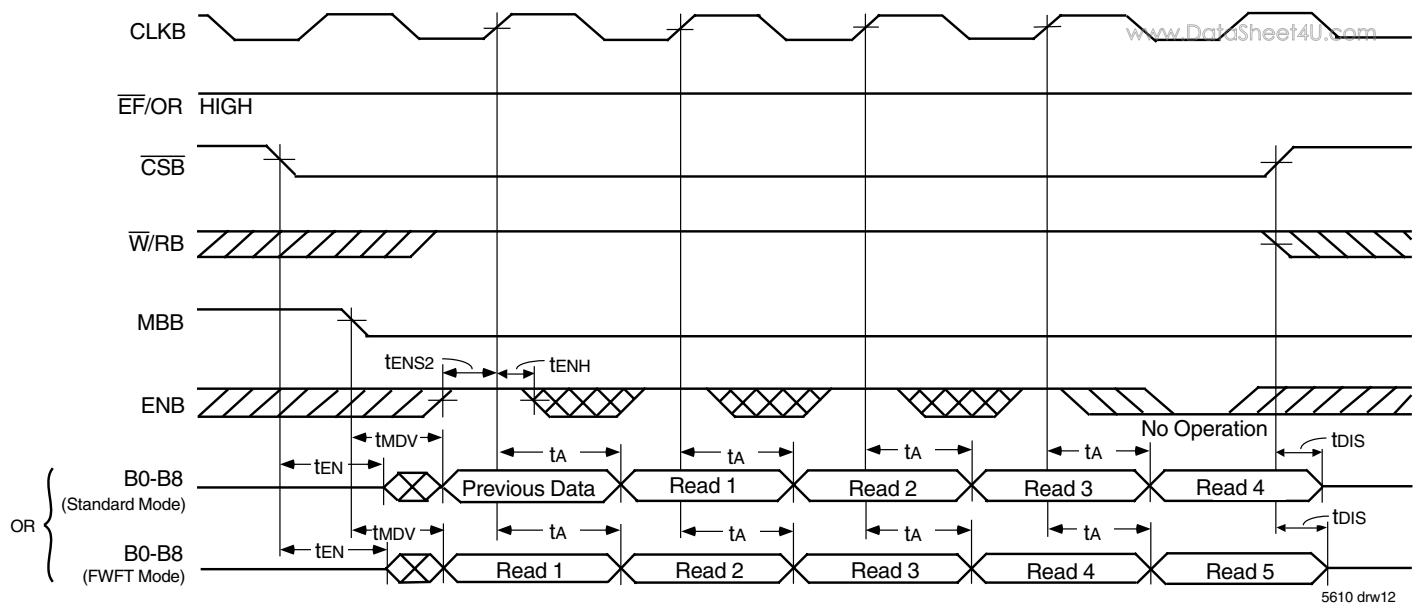 CLKB
www.DataSheet4U.com
EF/OR HIGH
CSB
W/RB
MBB
tENS2 tENH
ENB
No Operation
tMDV
tEN tA tA tA tA tDIS
B0-B8 Previous Data Read 1 Read 2 Read 3 Read 4
(Standard Mode)
OR
tMDV tA tA tA tA tDIS
tEN
B0-B8 Read 1 Read 2 Read 3 Read 4 Read 5
(FWFT Mode)
5610 drw12